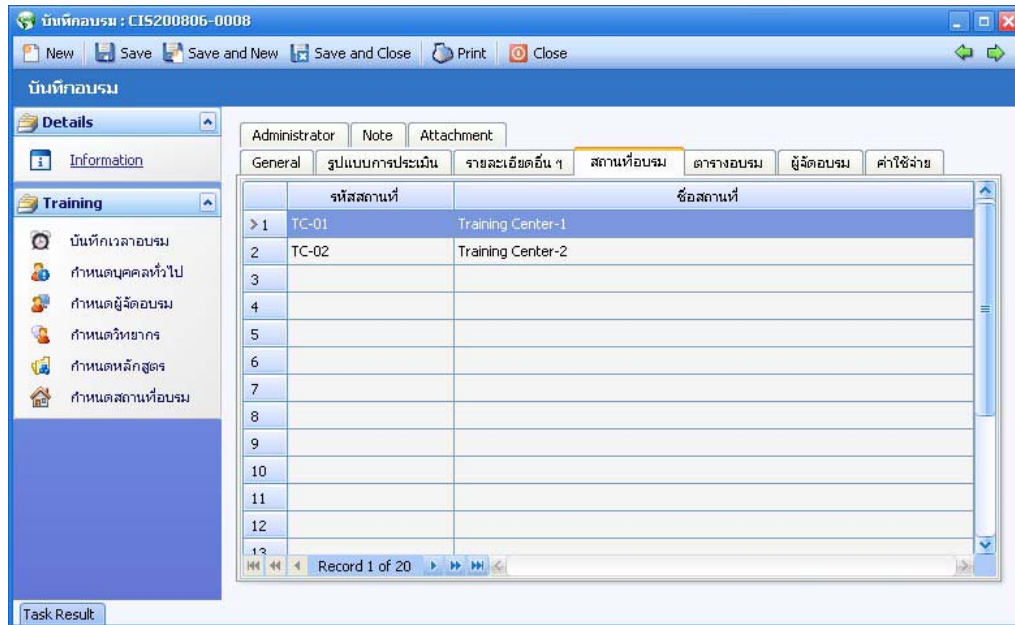 บันทึกอบรม : CIS200806-0008
New Save Save and New Save and Close Print Close
บันทึกอบรม
Details
Information
Training
บันทึกเวลาอบรม
กำหนดบุคคลทั่วไป
กำหนดผู้จัดอบรม
กำหนดวิทยากร
กำหนดหลักสูตร
กำหนดสถานที่อบรม
Administrator Note Attachment
General รูปแบบการประเมิน รายละเอียดอื่น ๆ สถานที่อบรม ตารางอบรม ผู้จัดอบรม ค่าใช้จ่าย
รหัสสถานที่ ชื่อสถานที่
1 TC-01 Training Center-1
2 TC-02 Training Center-2
3
4
5
6
7
8
9
10
11
12
13
Record 1 of 20
Task Result